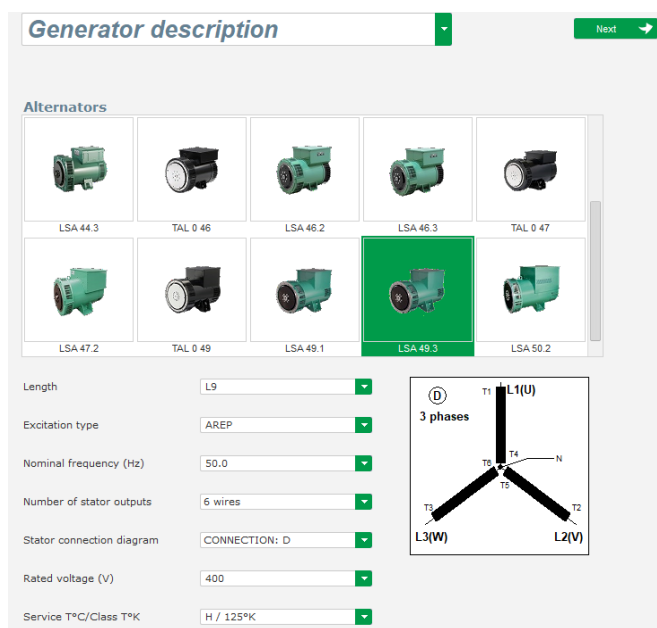 Generator description
Next
Alternators
LSA 44.3 TAL 0 46 LSA 46.2 LSA 46.3 TAL 0 47
LSA 47.2 TAL 0 49 LSA 49.1 LSA 49.3 LSA 50.2
Length L9
Excitation type AREP
Nominal frequency (Hz) 50.0
Number of stator outputs 6 wires
Stator connection diagram CONNECTION: D
Rated voltage (V) 400
Service T°C/Class T°K H / 125°K
D
T1 L1(U)
3 phases
T4
T6 N
T5
T3 T2
L3(W) L2(V)